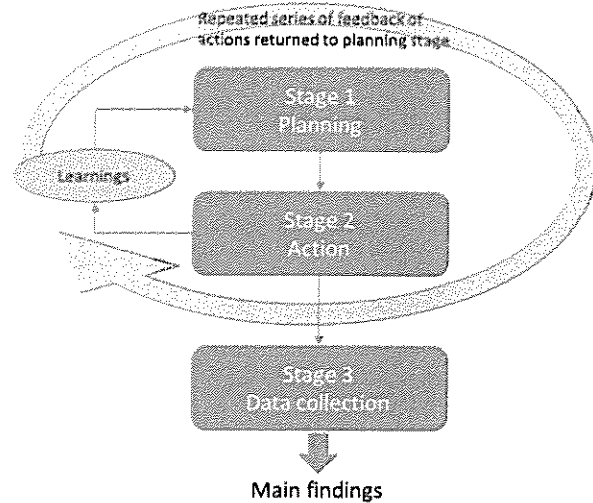 Repeated series of feedback of
actions returned to planning stage
Stage 1
Planning
Learnings
Stage 2
Action
Stage 3
Data collection
Main findings